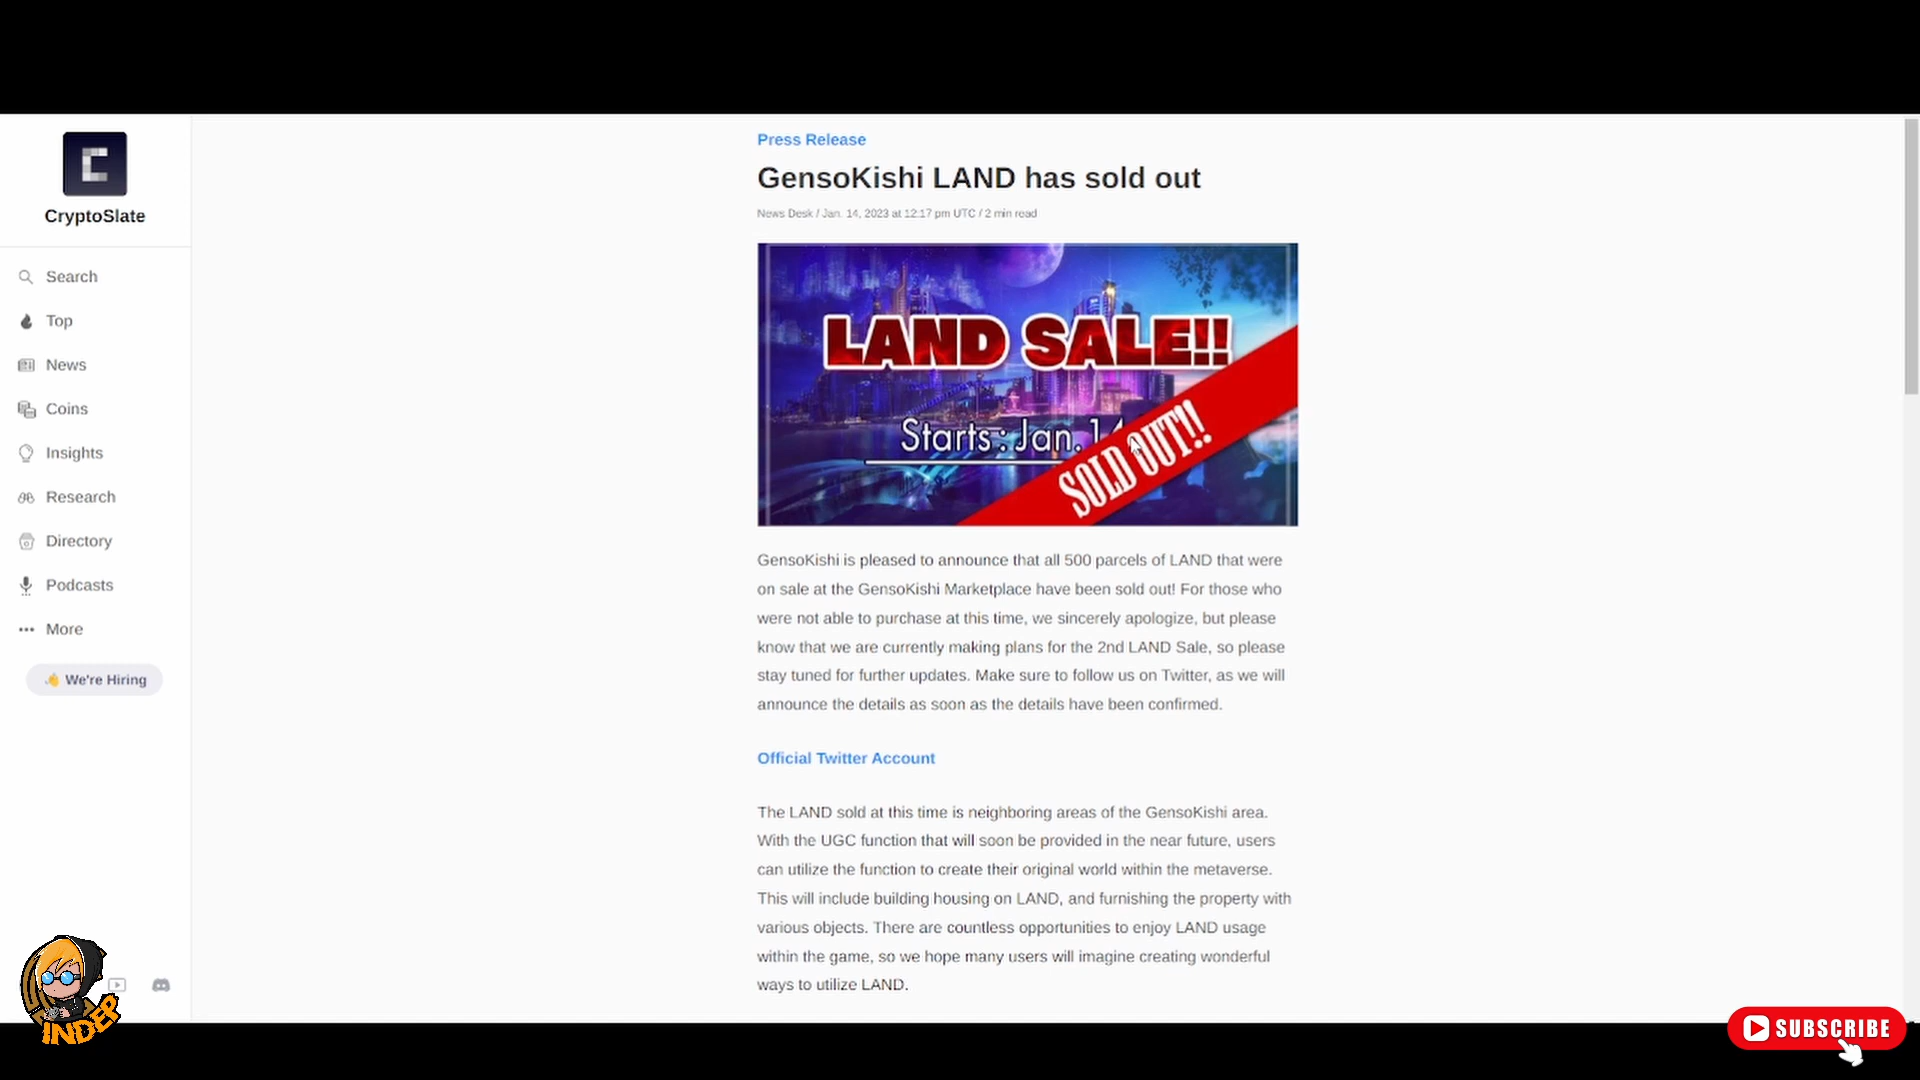 CryptoSlate
Search
Top
News
Coins
Insights
Research
Directory
Podcasts
More
We're Hiring
Press Release
GensoKishi LAND has sold out
News Desk / Jan. 14, 2023 at 12:17 pm UTC / 2 min read
LAND SALE!!
Starts : Jan. 14
SOLD OUT!!
GensoKishi is pleased to announce that all 500 parcels of LAND that were
on sale at the GensoKishi Marketplace have been sold out! For those who
were not able to purchase at this time, we sincerely apologize, but please
know that we are currently making plans for the 2nd LAND Sale, so please
stay tuned for further updates. Make sure to follow us on Twitter, as we will
announce the details as soon as the details have been confirmed.
Official Twitter Account
The LAND sold at this time is neighboring areas of the GensoKishi area.
With the UGC function that will soon be provided in the near future, users
can utilize the function to create their original world within the metaverse.
This will include building housing on LAND, and furnishing the property with
various objects. There are countless opportunities to enjoy LAND usage
within the game, so we hope many users will imagine creating wonderful
ways to utilize LAND.
INDEP
SUBSCRIBE